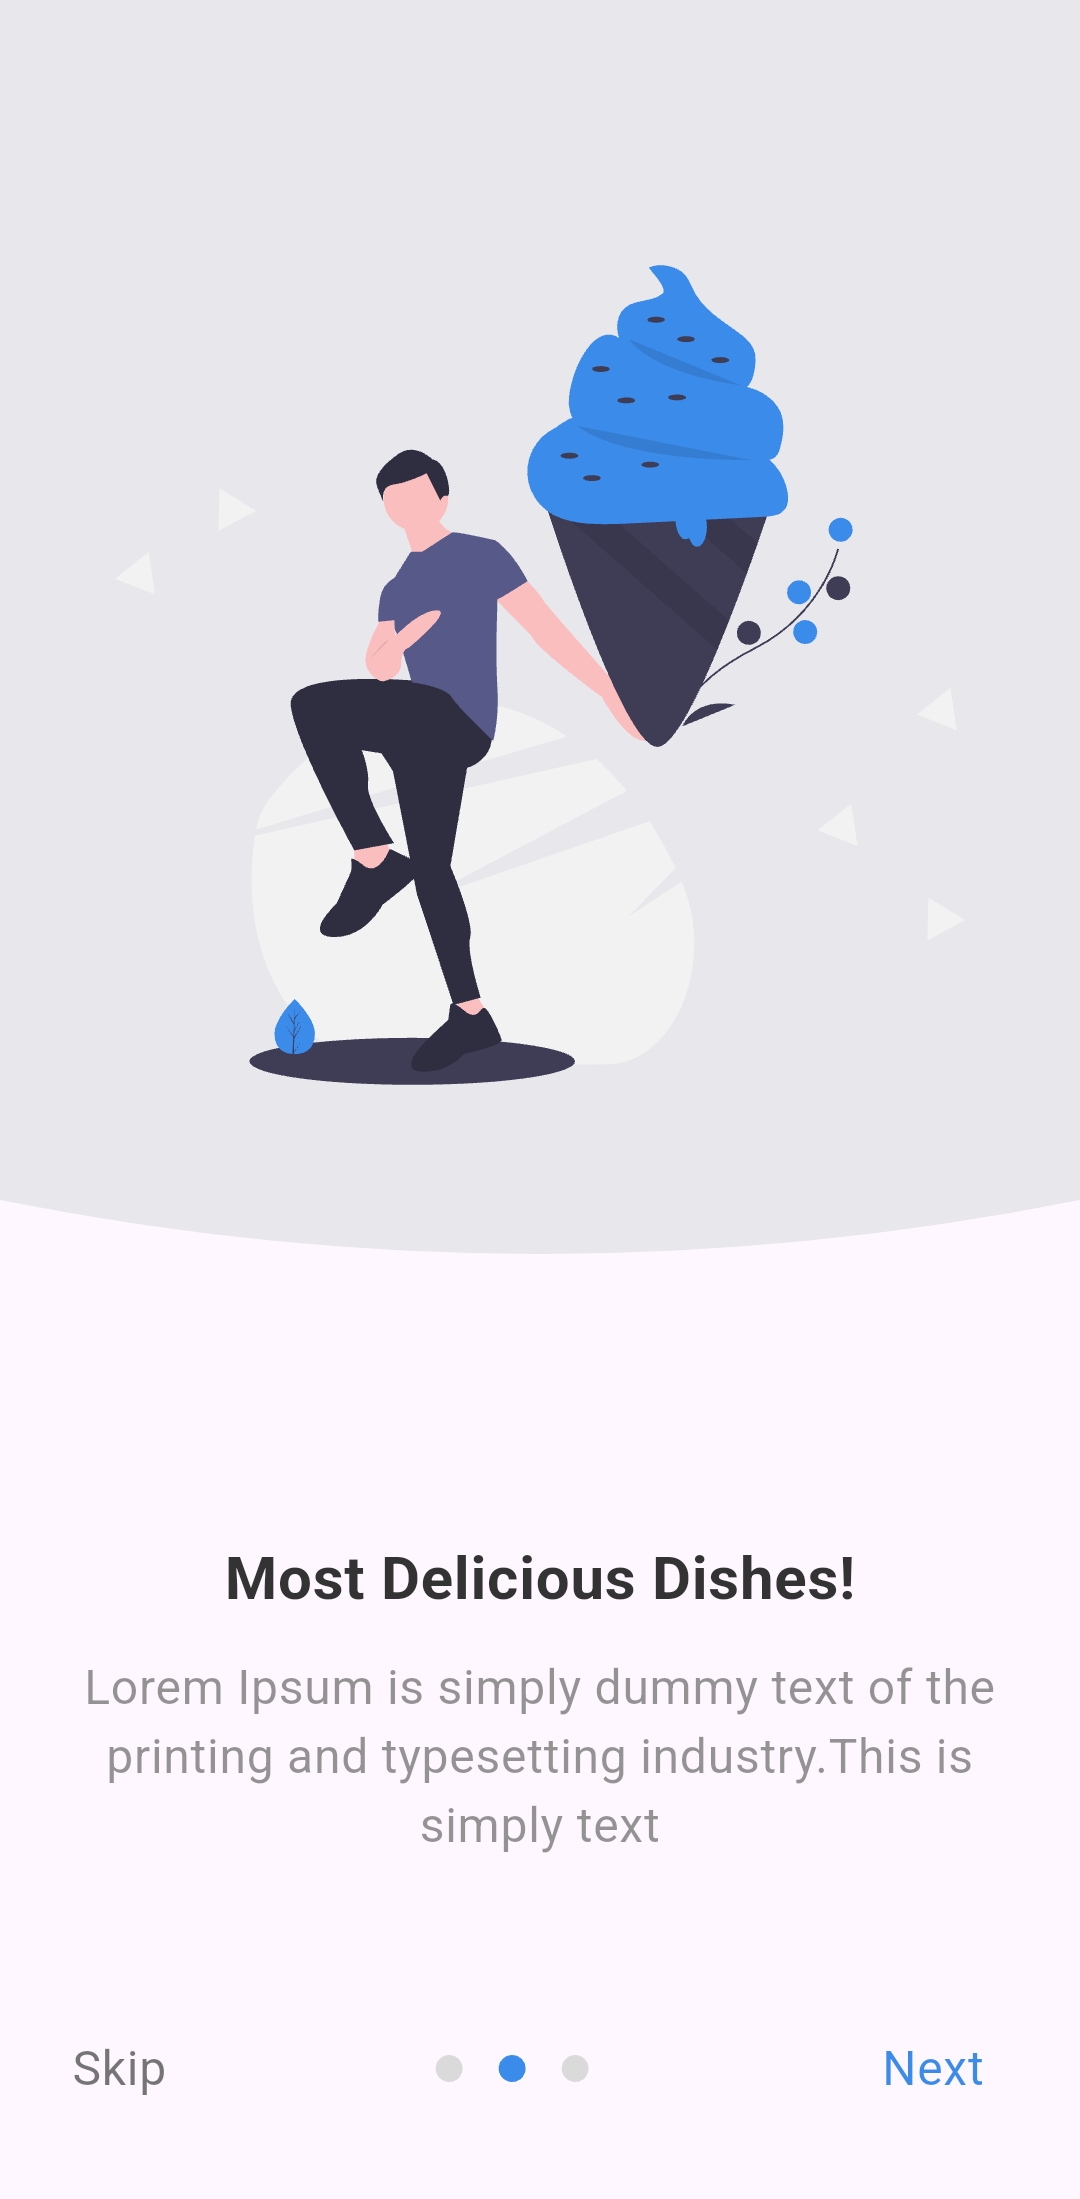 Most Delicious Dishes!
Lorem Ipsum is simply dummy text of the
printing and typesetting industry.This is
simply text
Skip
Next